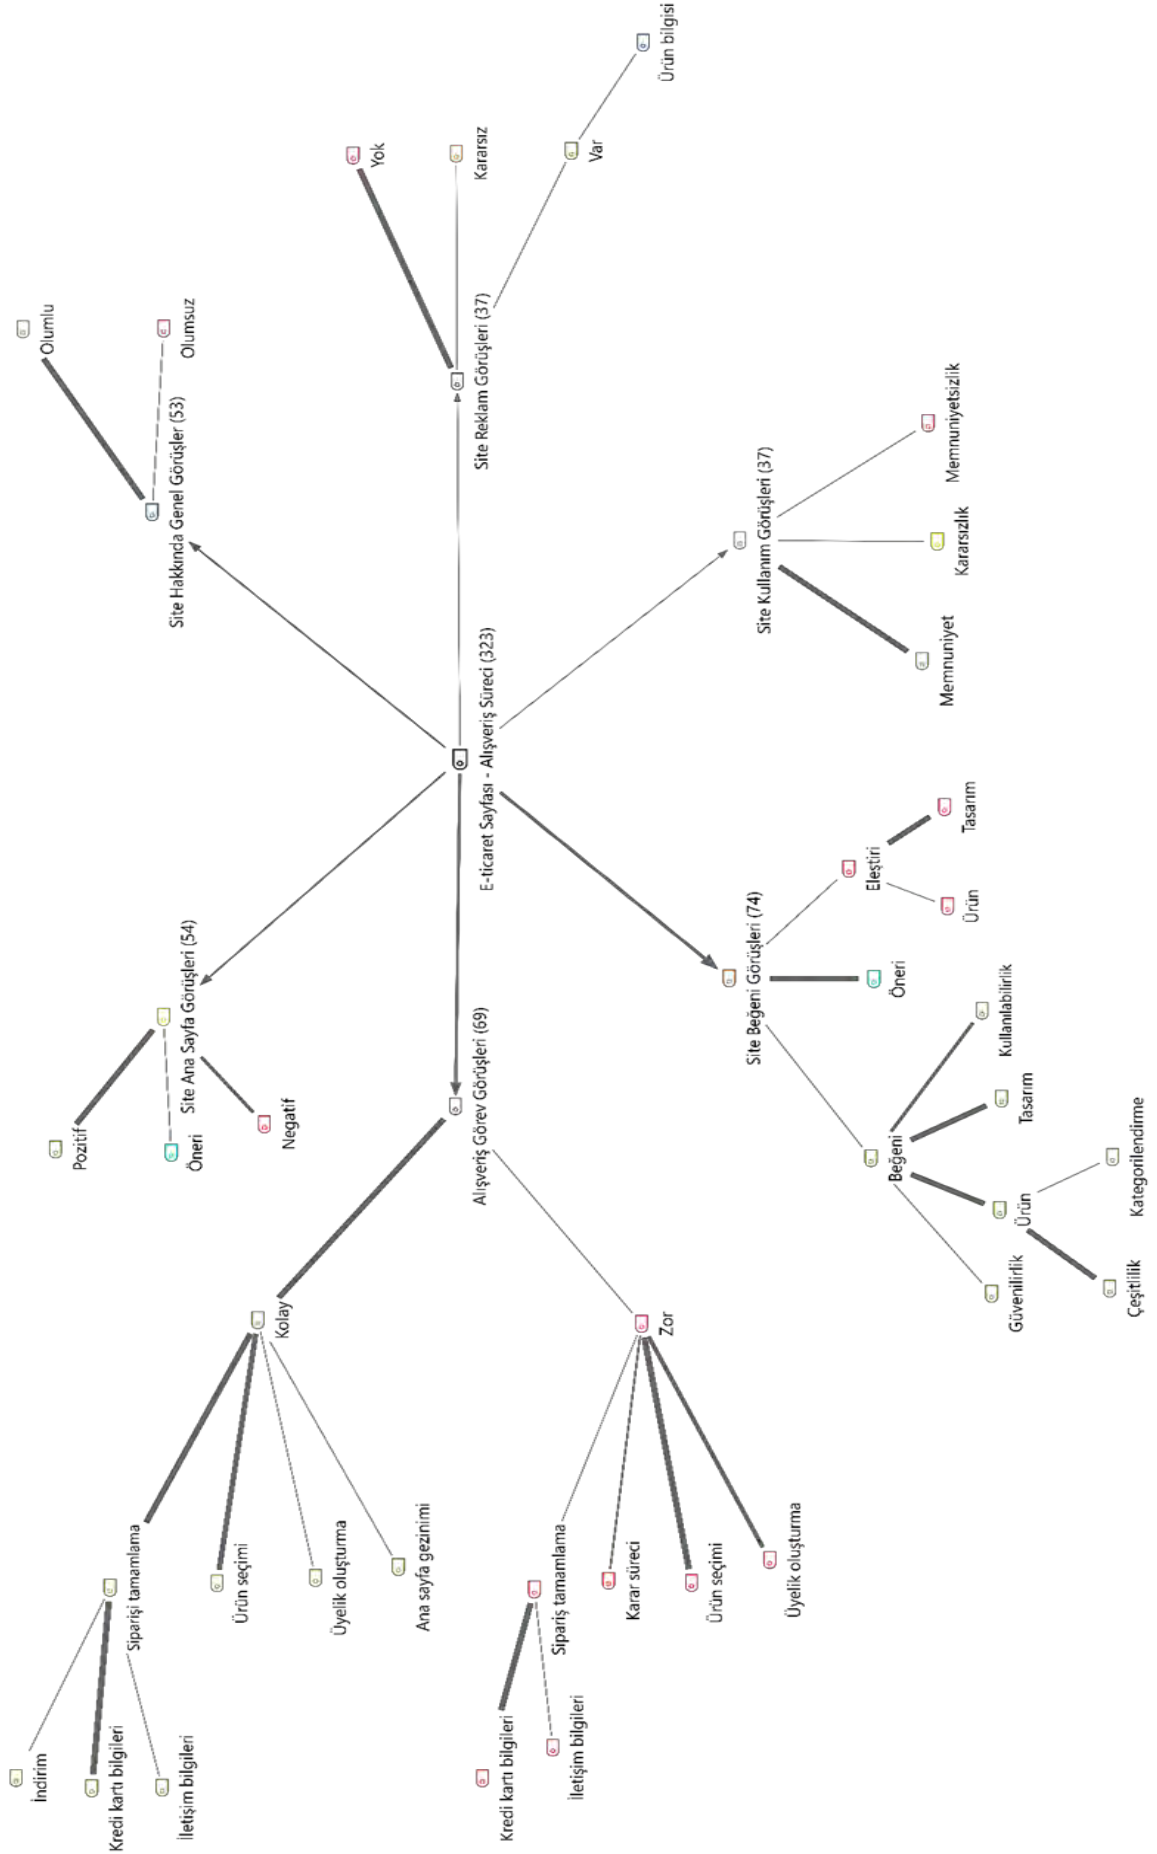 E-ticaret Sayfası - Alışveriş Süreci (323)
Site Ana Sayfa Görüşleri (54)
Pozitif
Öneri
Negatif
Site Hakkında Genel Görüşler (53)
Olumlu
Olumsuz
Site Reklam Görüşleri (37)
Yok
Kararsız
Var
Ürün bilgisi
Site Kullanım Görüşleri (37)
Memnuniyet
Kararsızlık
Memnuniyetsizlik
Site Beğeni Görüşleri (74)
Eleştiri
Tasarım
Ürün
Öneri
Beğeni
Kullanılabilirlik
Tasarım
Ürün
Kategorilendirme
Çeşitlilik
Güvenilirlik
Alışveriş Görev Görüşleri (69)
Kolay
Siparişi tamamlama
İndirim
Kredi kartı bilgileri
İletişim bilgileri
Ürün seçimi
Üyelik oluşturma
Ana sayfa gezinimi
Zor
Sipariş tamamlama
Kredi kartı bilgileri
İletişim bilgileri
Karar süreci
Ürün seçimi
Üyelik oluşturma